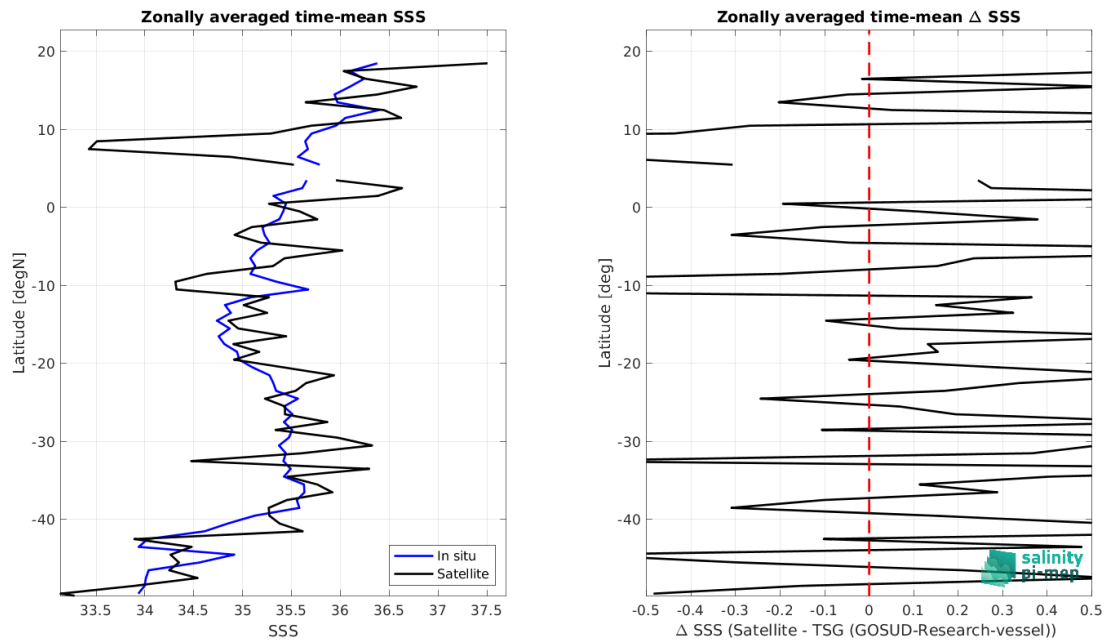 Zonally averaged time-mean SSS
20
10
0
-10
-20
-30
-40
Latitude [degN]
33.5 34 34.5 35 35.5 36 36.5 37 37.5
SSS
In situ
Satellite
Zonally averaged time-mean Δ SSS
20
10
0
-10
-20
-30
-40
Latitude [deg]
-0.5 -0.4 -0.3 -0.2 -0.1 0 0.1 0.2 0.3 0.4 0.5
Δ SSS (Satellite - TSG (GOSUD-Research-vessel))
salinity
pi-mep